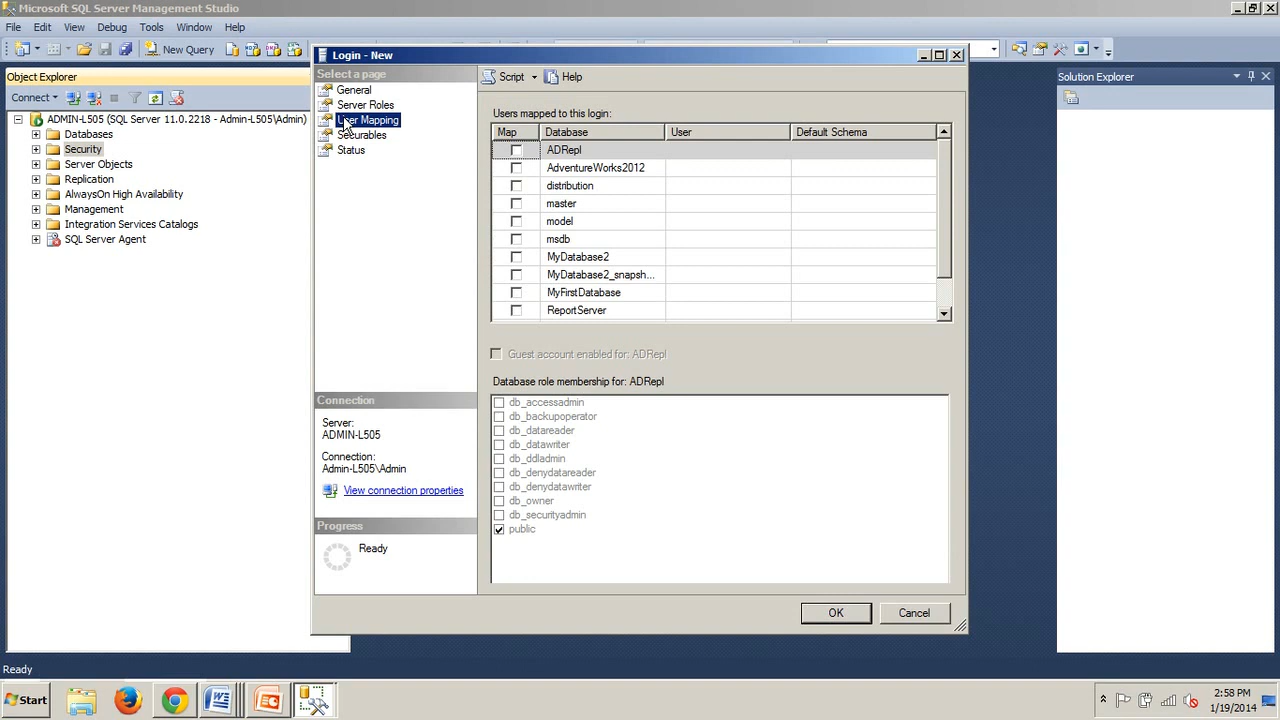 Microsoft SQL Server Management Studio
File Edit View Debug Tools Window Help
New Query
Object Explorer
Connect
ADMIN-L505 (SQL Server 11.0.2218 - Admin-L505\Admin)
Databases
Security
Server Objects
Replication
AlwaysOn High Availability
Management
Integration Services Catalogs
SQL Server Agent
Login - New
Select a page
General
Server Roles
User Mapping
Securables
Status
Connection
Server:
ADMIN-L505
Connection:
Admin-L505\Admin
View connection properties
Progress
Ready
Script Help
Users mapped to this login:
Map Database User Default Schema
ADRepl
AdventureWorks2012
distribution
master
model
msdb
MyDatabase2
MyDatabase2_snapsh...
MyFirstDatabase
ReportServer
Guest account enabled for: ADRepl
Database role membership for: ADRepl
db_accessadmin
db_backupoperator
db_datareader
db_datawriter
db_ddladmin
db_denydatareader
db_denydatawriter
db_owner
db_securityadmin
public
OK Cancel
Solution Explorer
Ready
Start
2:58 PM
1/19/2014